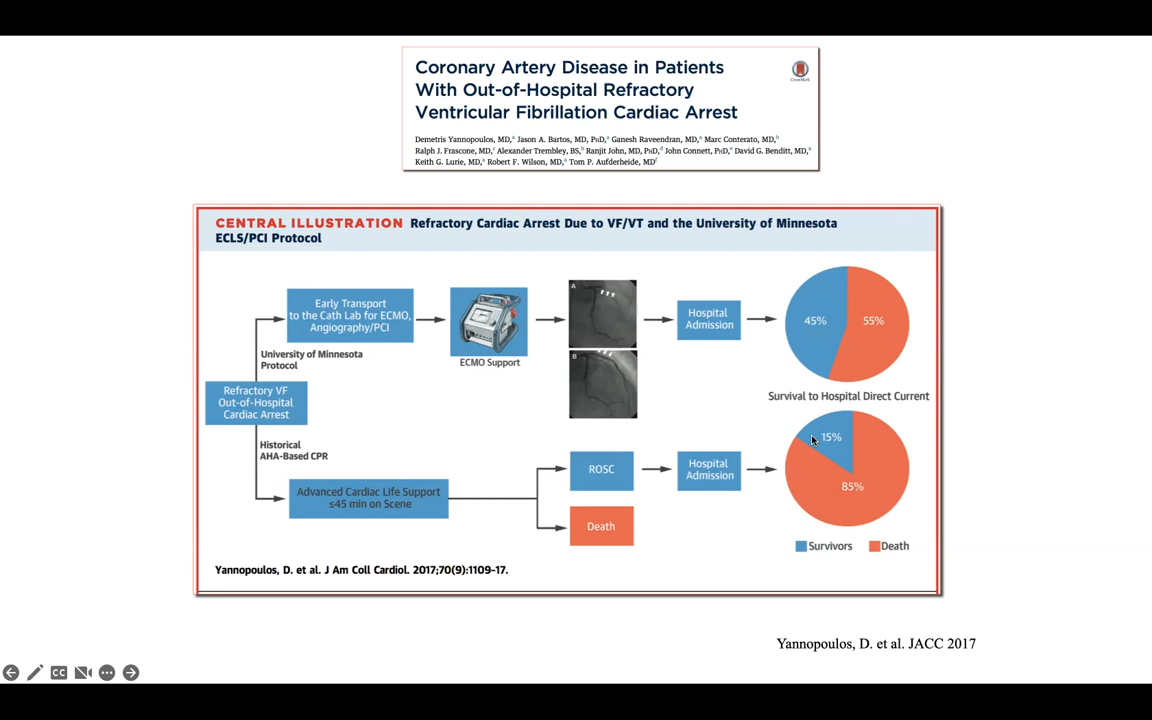 Coronary Artery Disease in Patients
With Out-of-Hospital Refractory
Ventricular Fibrillation Cardiac Arrest
CrossMark
Demetris Yannopoulos, MD,a Jason A. Bartos, MD, PhD,a Ganesh Raveendran, MD,a Marc Conterato, MD,b
Ralph J. Frascone, MD,c Alexander Trembley, BS,b Ranjit John, MD, PhD,d John Connett, PhD,e David G. Benditt, MD,a
Keith G. Lurie, MD,a Robert F. Wilson, MD,a Tom P. Aufderheide, MDf
CENTRAL ILLUSTRATION Refractory Cardiac Arrest Due to VF/VT and the University of Minnesota
ECLS/PCI Protocol
Early Transport
to the Cath Lab for ECMO,
Angiography/PCI
ECMO Support
A
B
Hospital
Admission
45%
55%
Survival to Hospital Direct Current
University of Minnesota
Protocol
Refractory VF
Out-of-Hospital
Cardiac Arrest
Historical
AHA-Based CPR
Advanced Cardiac Life Support
≤45 min on Scene
ROSC
Death
Hospital
Admission
15%
85%
Survivors
Death
Yannopoulos, D. et al. J Am Coll Cardiol. 2017;70(9):1109-17.
Yannopoulos, D. et al. JACC 2017
CC